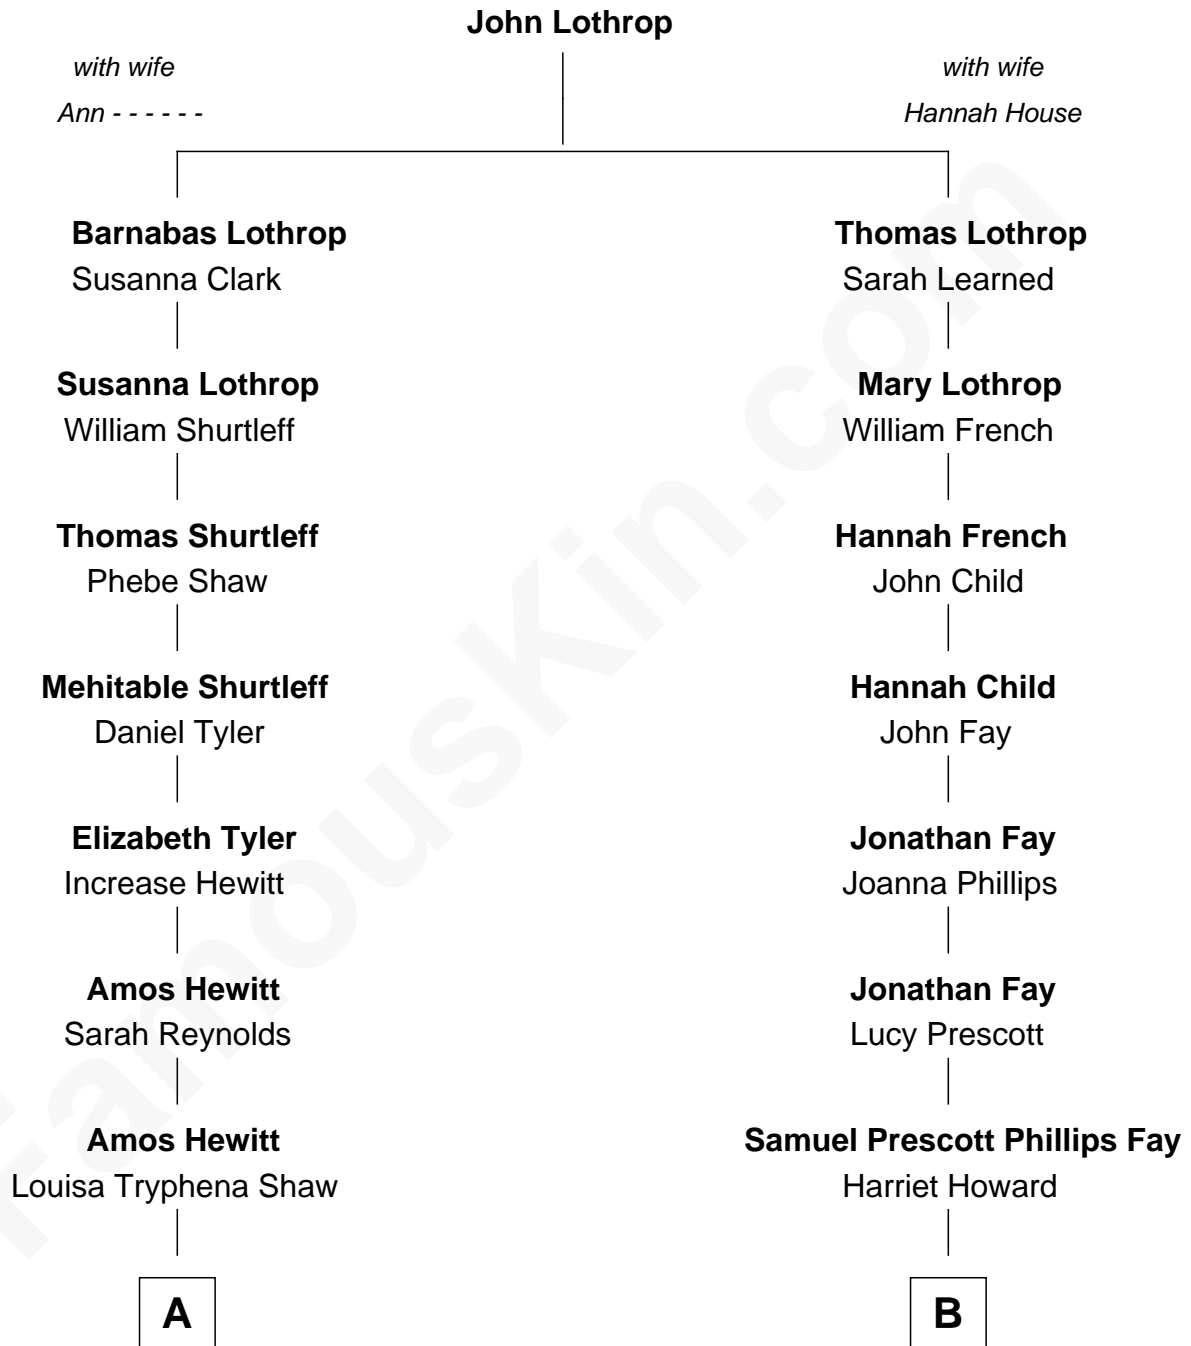 John Lothrop
with wife
Ann - - - - - -
with wife
Hannah House
Barnabas Lothrop
Susanna Clark
Thomas Lothrop
Sarah Learned
Susanna Lothrop
William Shurtleff
Mary Lothrop
William French
Thomas Shurtleff
Phebe Shaw
Hannah French
John Child
Mehitable Shurtleff
Daniel Tyler
Hannah Child
John Fay
Elizabeth Tyler
Increase Hewitt
Jonathan Fay
Joanna Phillips
Amos Hewitt
Sarah Reynolds
Jonathan Fay
Lucy Prescott
Amos Hewitt
Louisa Tryphena Shaw
Samuel Prescott Phillips Fay
Harriet Howard
A
B
FamousKin.com